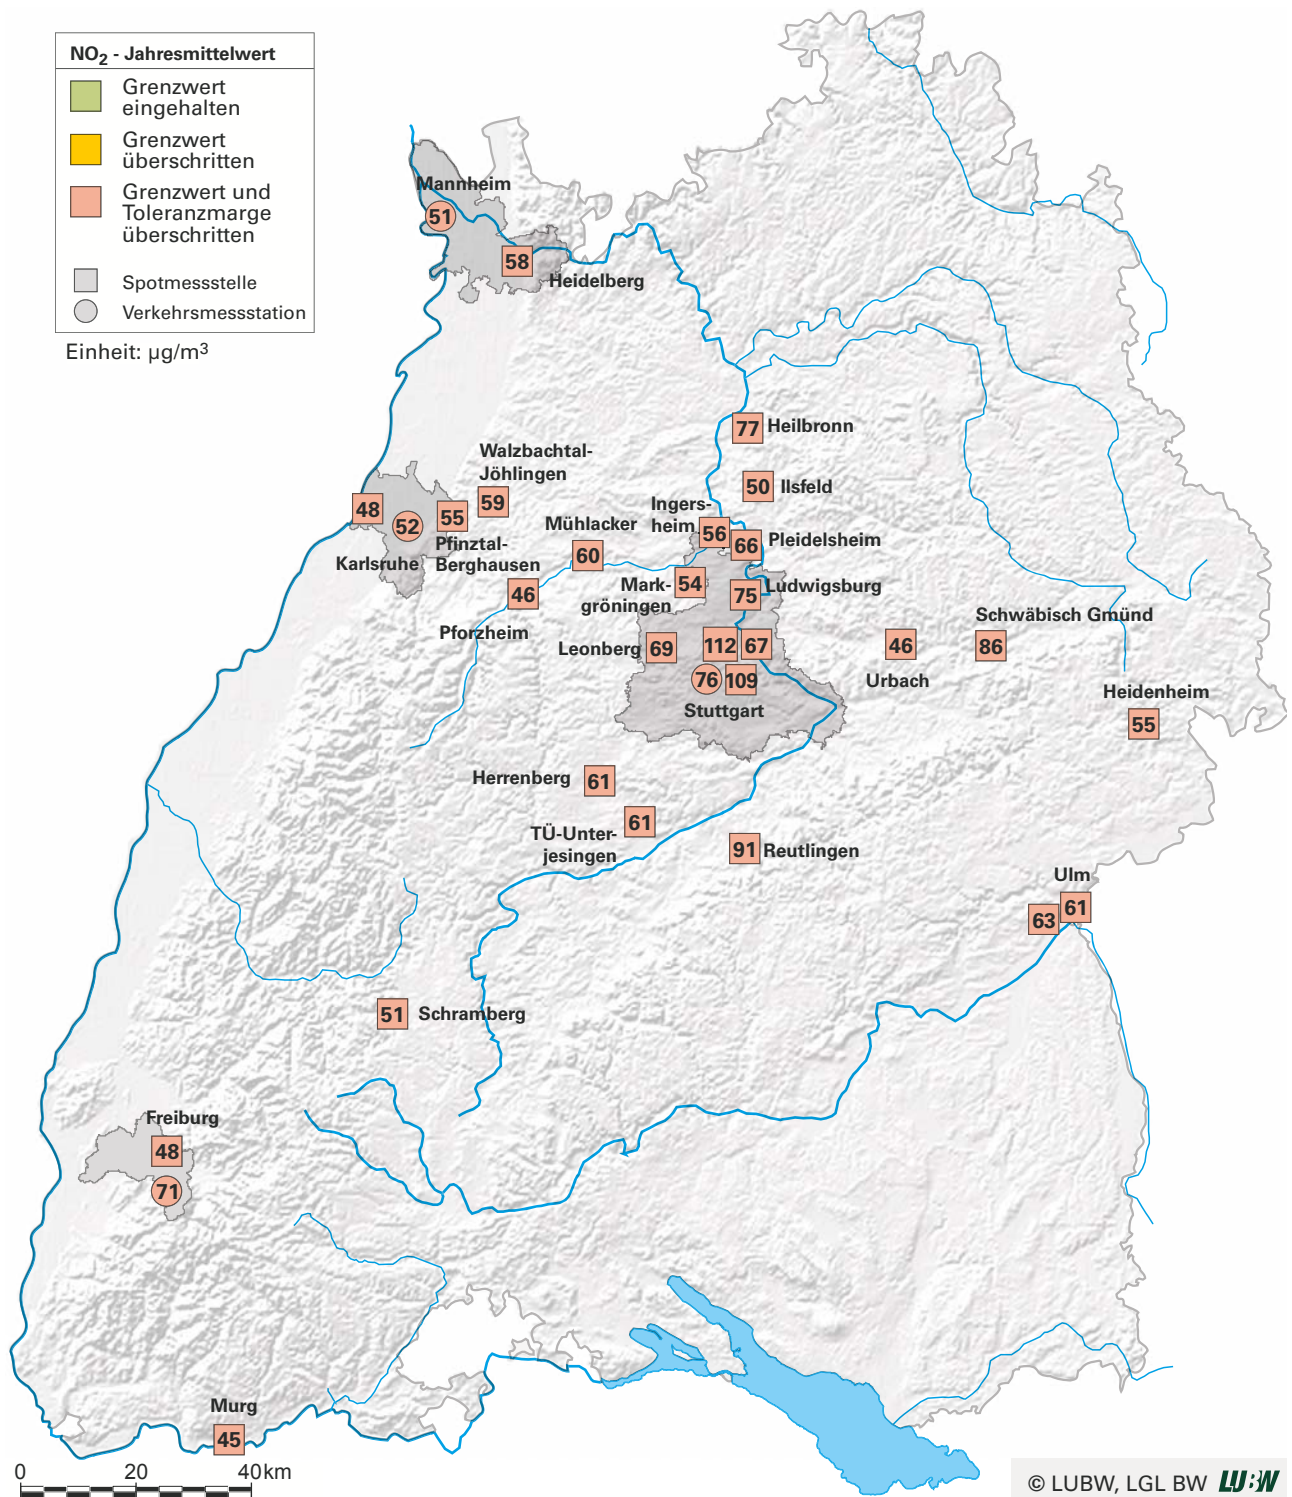 NO₂ - Jahresmittelwert
Grenzwert
eingehalten
Grenzwert
überschritten
Grenzwert und
Toleranzmarge
überschritten
Spotmessstelle
Verkehrsmessstation
Einheit: µg/m³
Mannheim
51
58
Heidelberg
77 Heilbronn
Walzbachtal-
Jöhlingen
59
50 Ilsfeld
48
52
55
Karlsruhe
Pfinztal-
Berghausen
Ingers-
heim
56
66 Pleidelsheim
Mühlacker
60
46
Pforzheim
Mark-
gröningen
54
75
Ludwigsburg
Leonberg 69
112 67
76 109
Stuttgart
46
Urbach
Schwäbisch Gmünd
86
Heidenheim
55
Herrenberg 61
61
TÜ-Unter-
jesingen
91 Reutlingen
Ulm
63 61
51 Schramberg
Freiburg
48
71
Murg
45
0 20 40 km
© LUBW, LGL BW LUBW